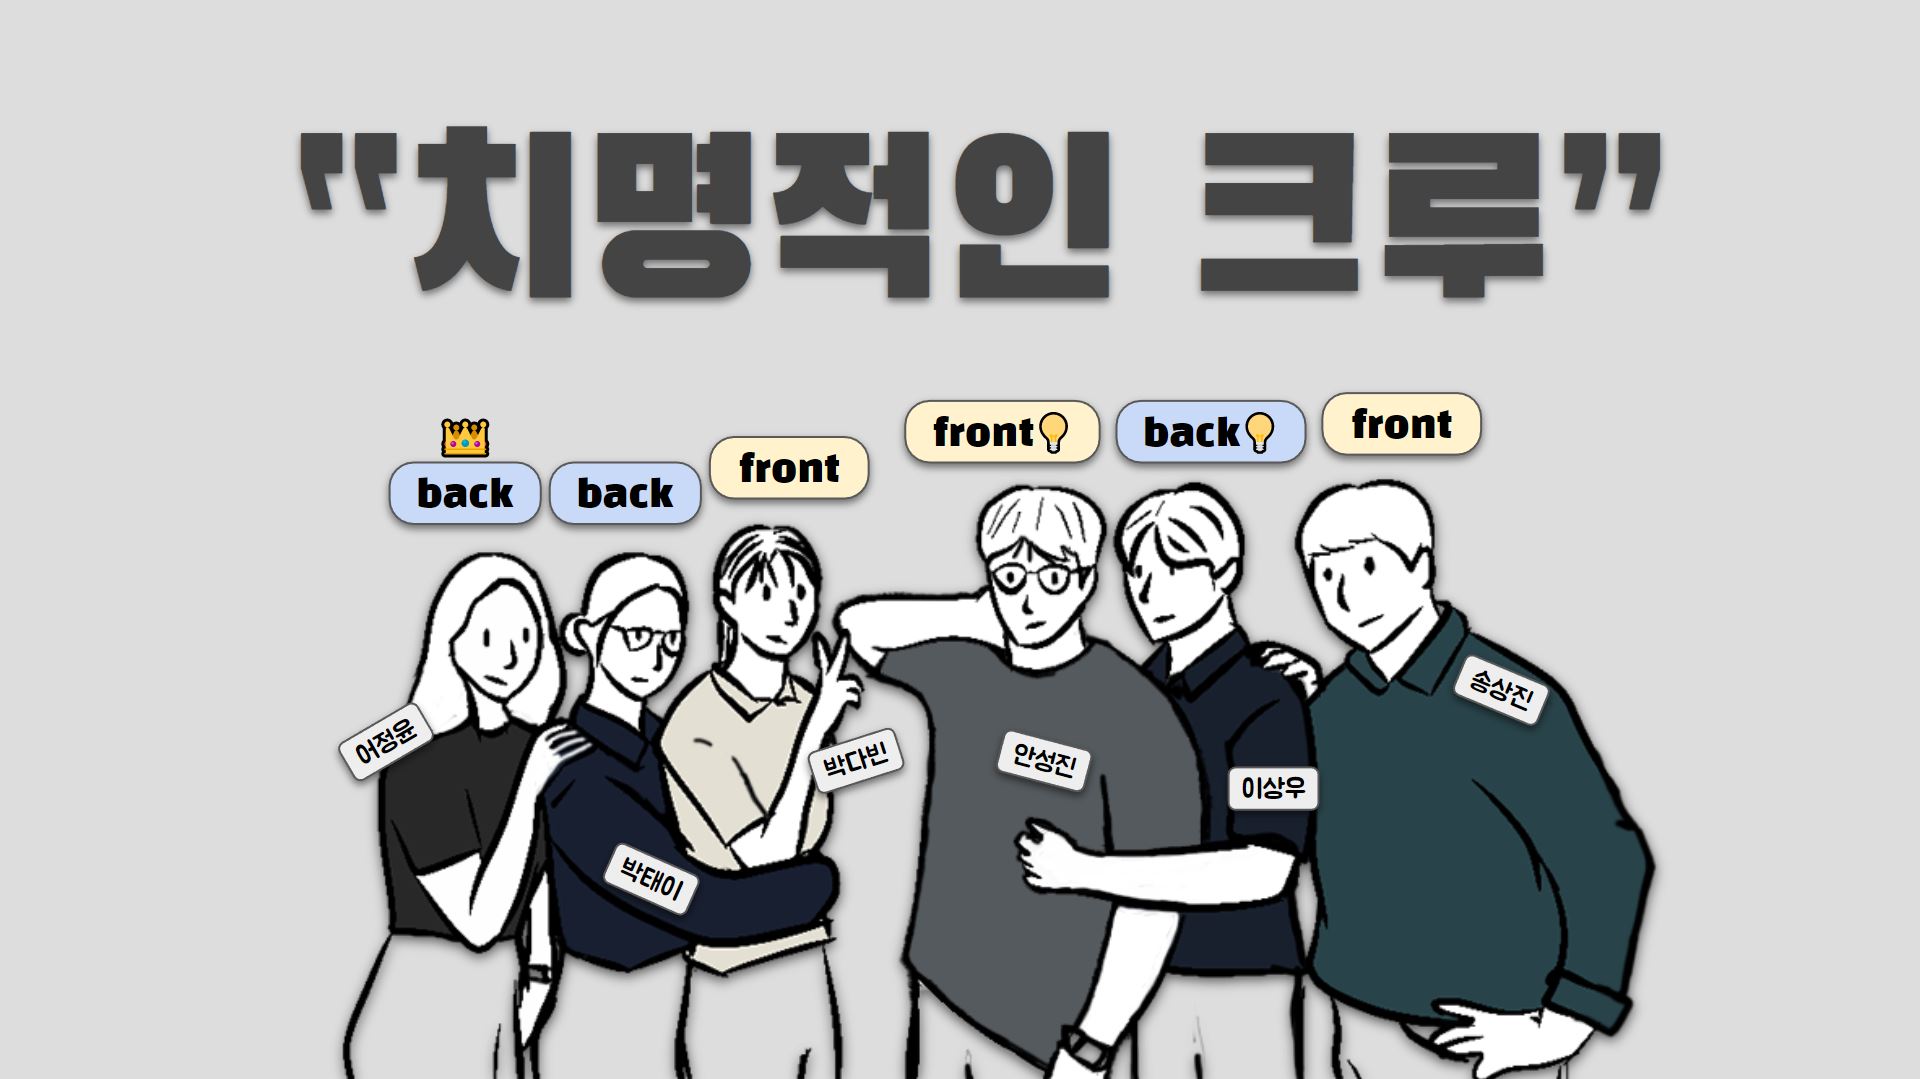 “치명적인 크루”
back
back
front
front
back
front
어정윤
박태이
박다빈
안성진
이상우
송상진